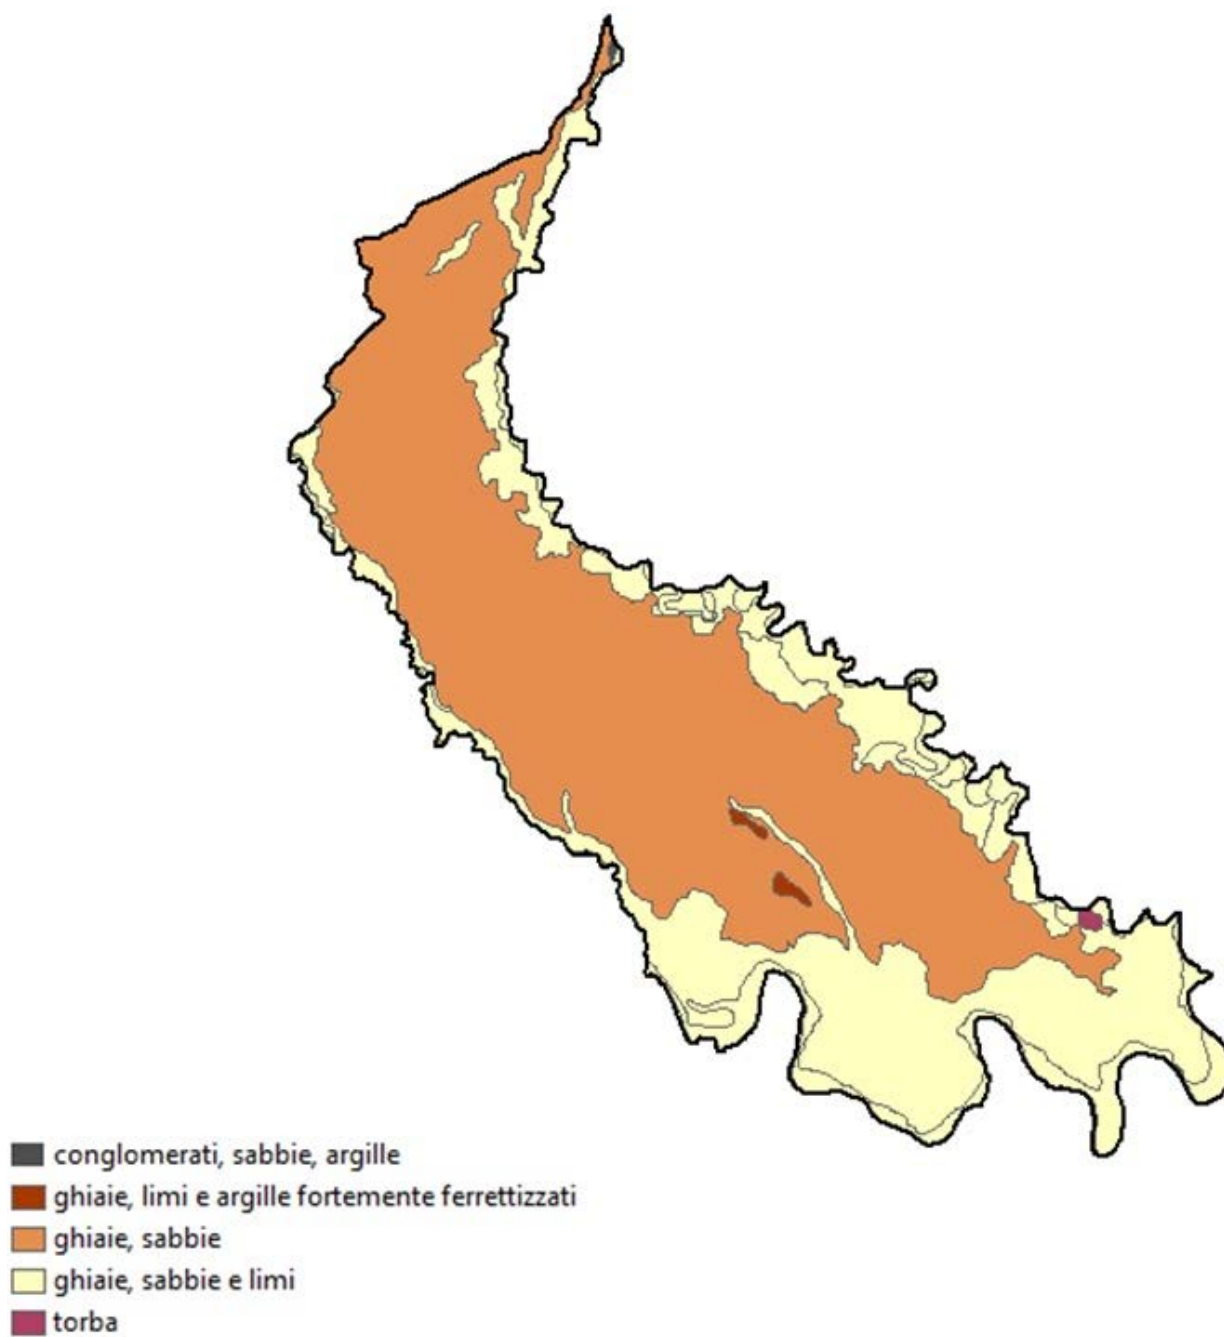 conglomerati, sabbie, argille
ghiaie, limi e argille fortemente ferrettizzati
ghiaie, sabbie
ghiaie, sabbie e limi
torba